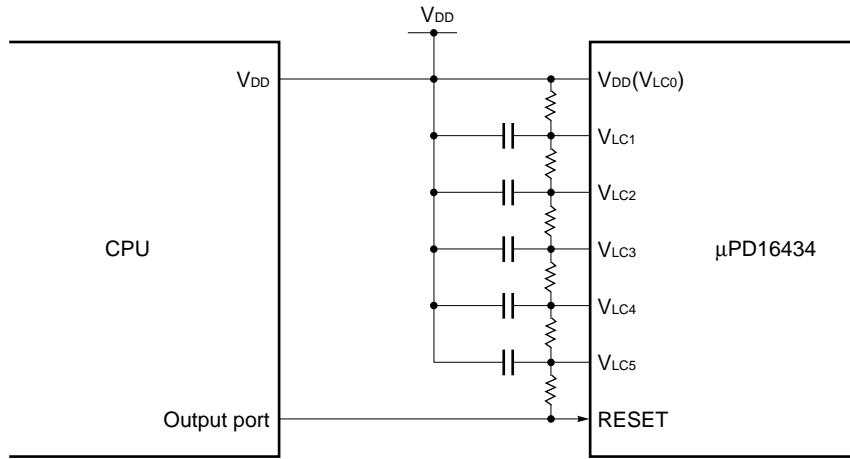 VDD
VDD
VDD(VLC0)
VLC1
VLC2
CPU
VLC3
μPD16434
VLC4
VLC5
Output port
RESET